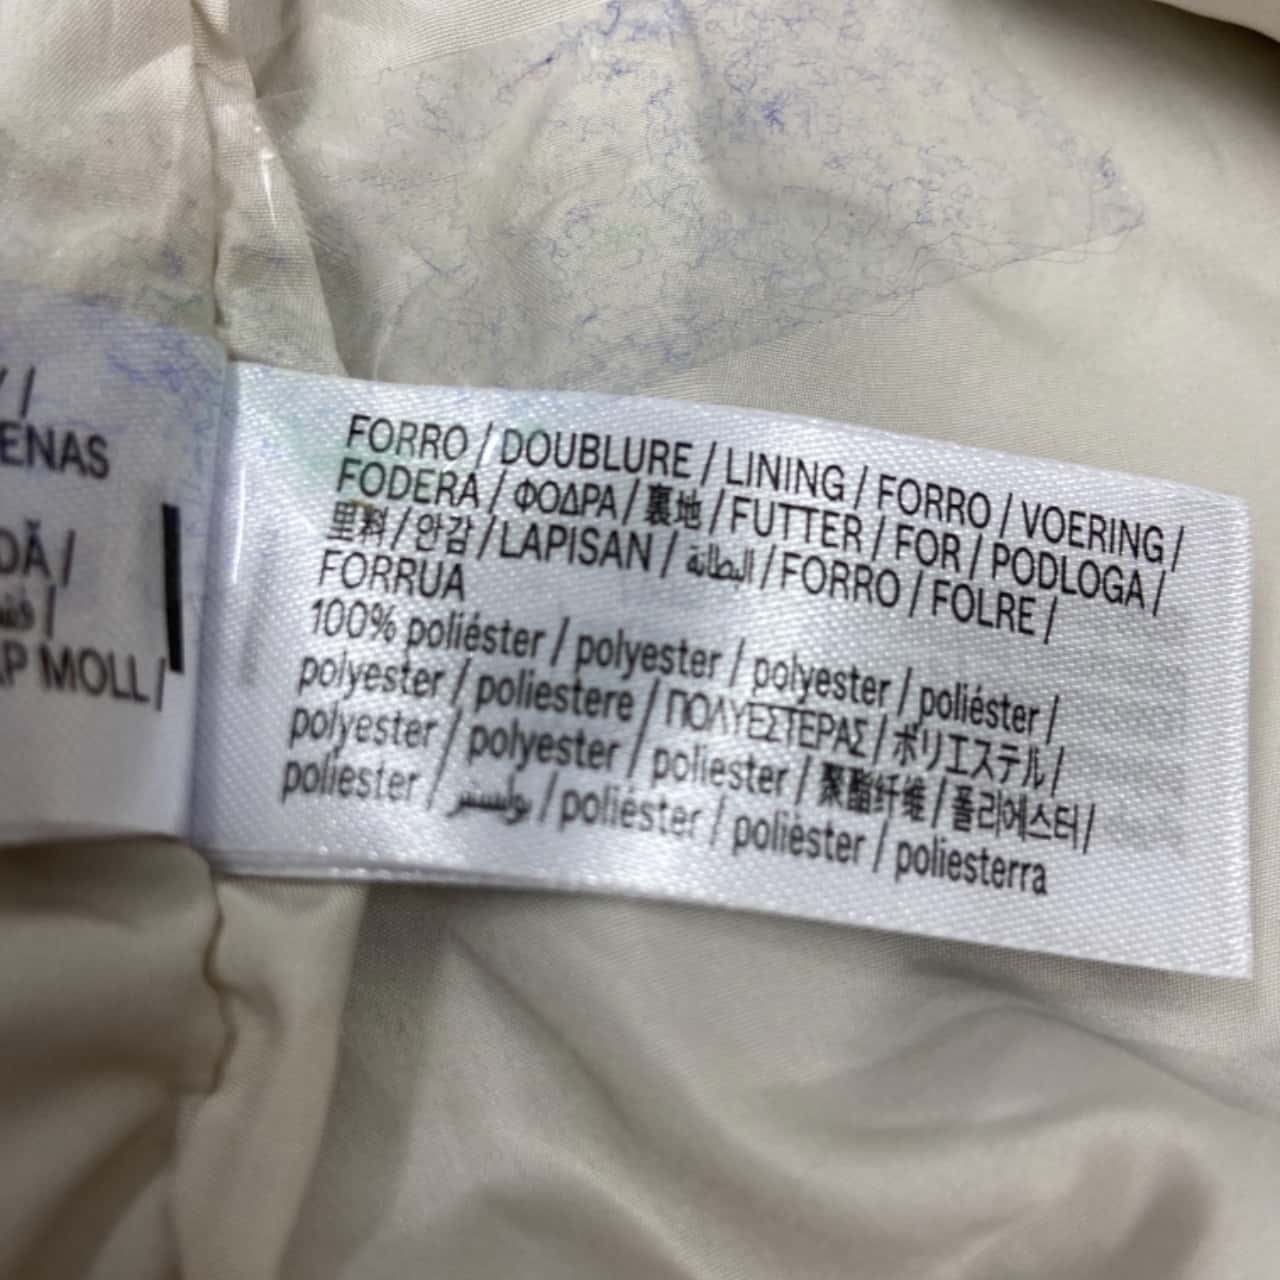 /
ENAS
DĂ /
P MOLL /
FORRO / DOUBLURE / LINING / FORRO / VOERING /
FODERA / ΦΟΔΡΑ / 裏地 / FUTTER / FOR / PODLOGA /
里料 / 안감 / LAPISAN / البطانة / FORRO / FOLRE /
FORRUA
100% poliéster / polyester / polyester / poliéster /
polyester / poliestere / ΠΟΛΥΕΣΤΕΡΑΣ / ポリエステル /
polyester / polyester / poliester / 聚酯纤维 / 폴리에스터 /
poliester / بوليستر / poliéster / poliéster / poliesterra